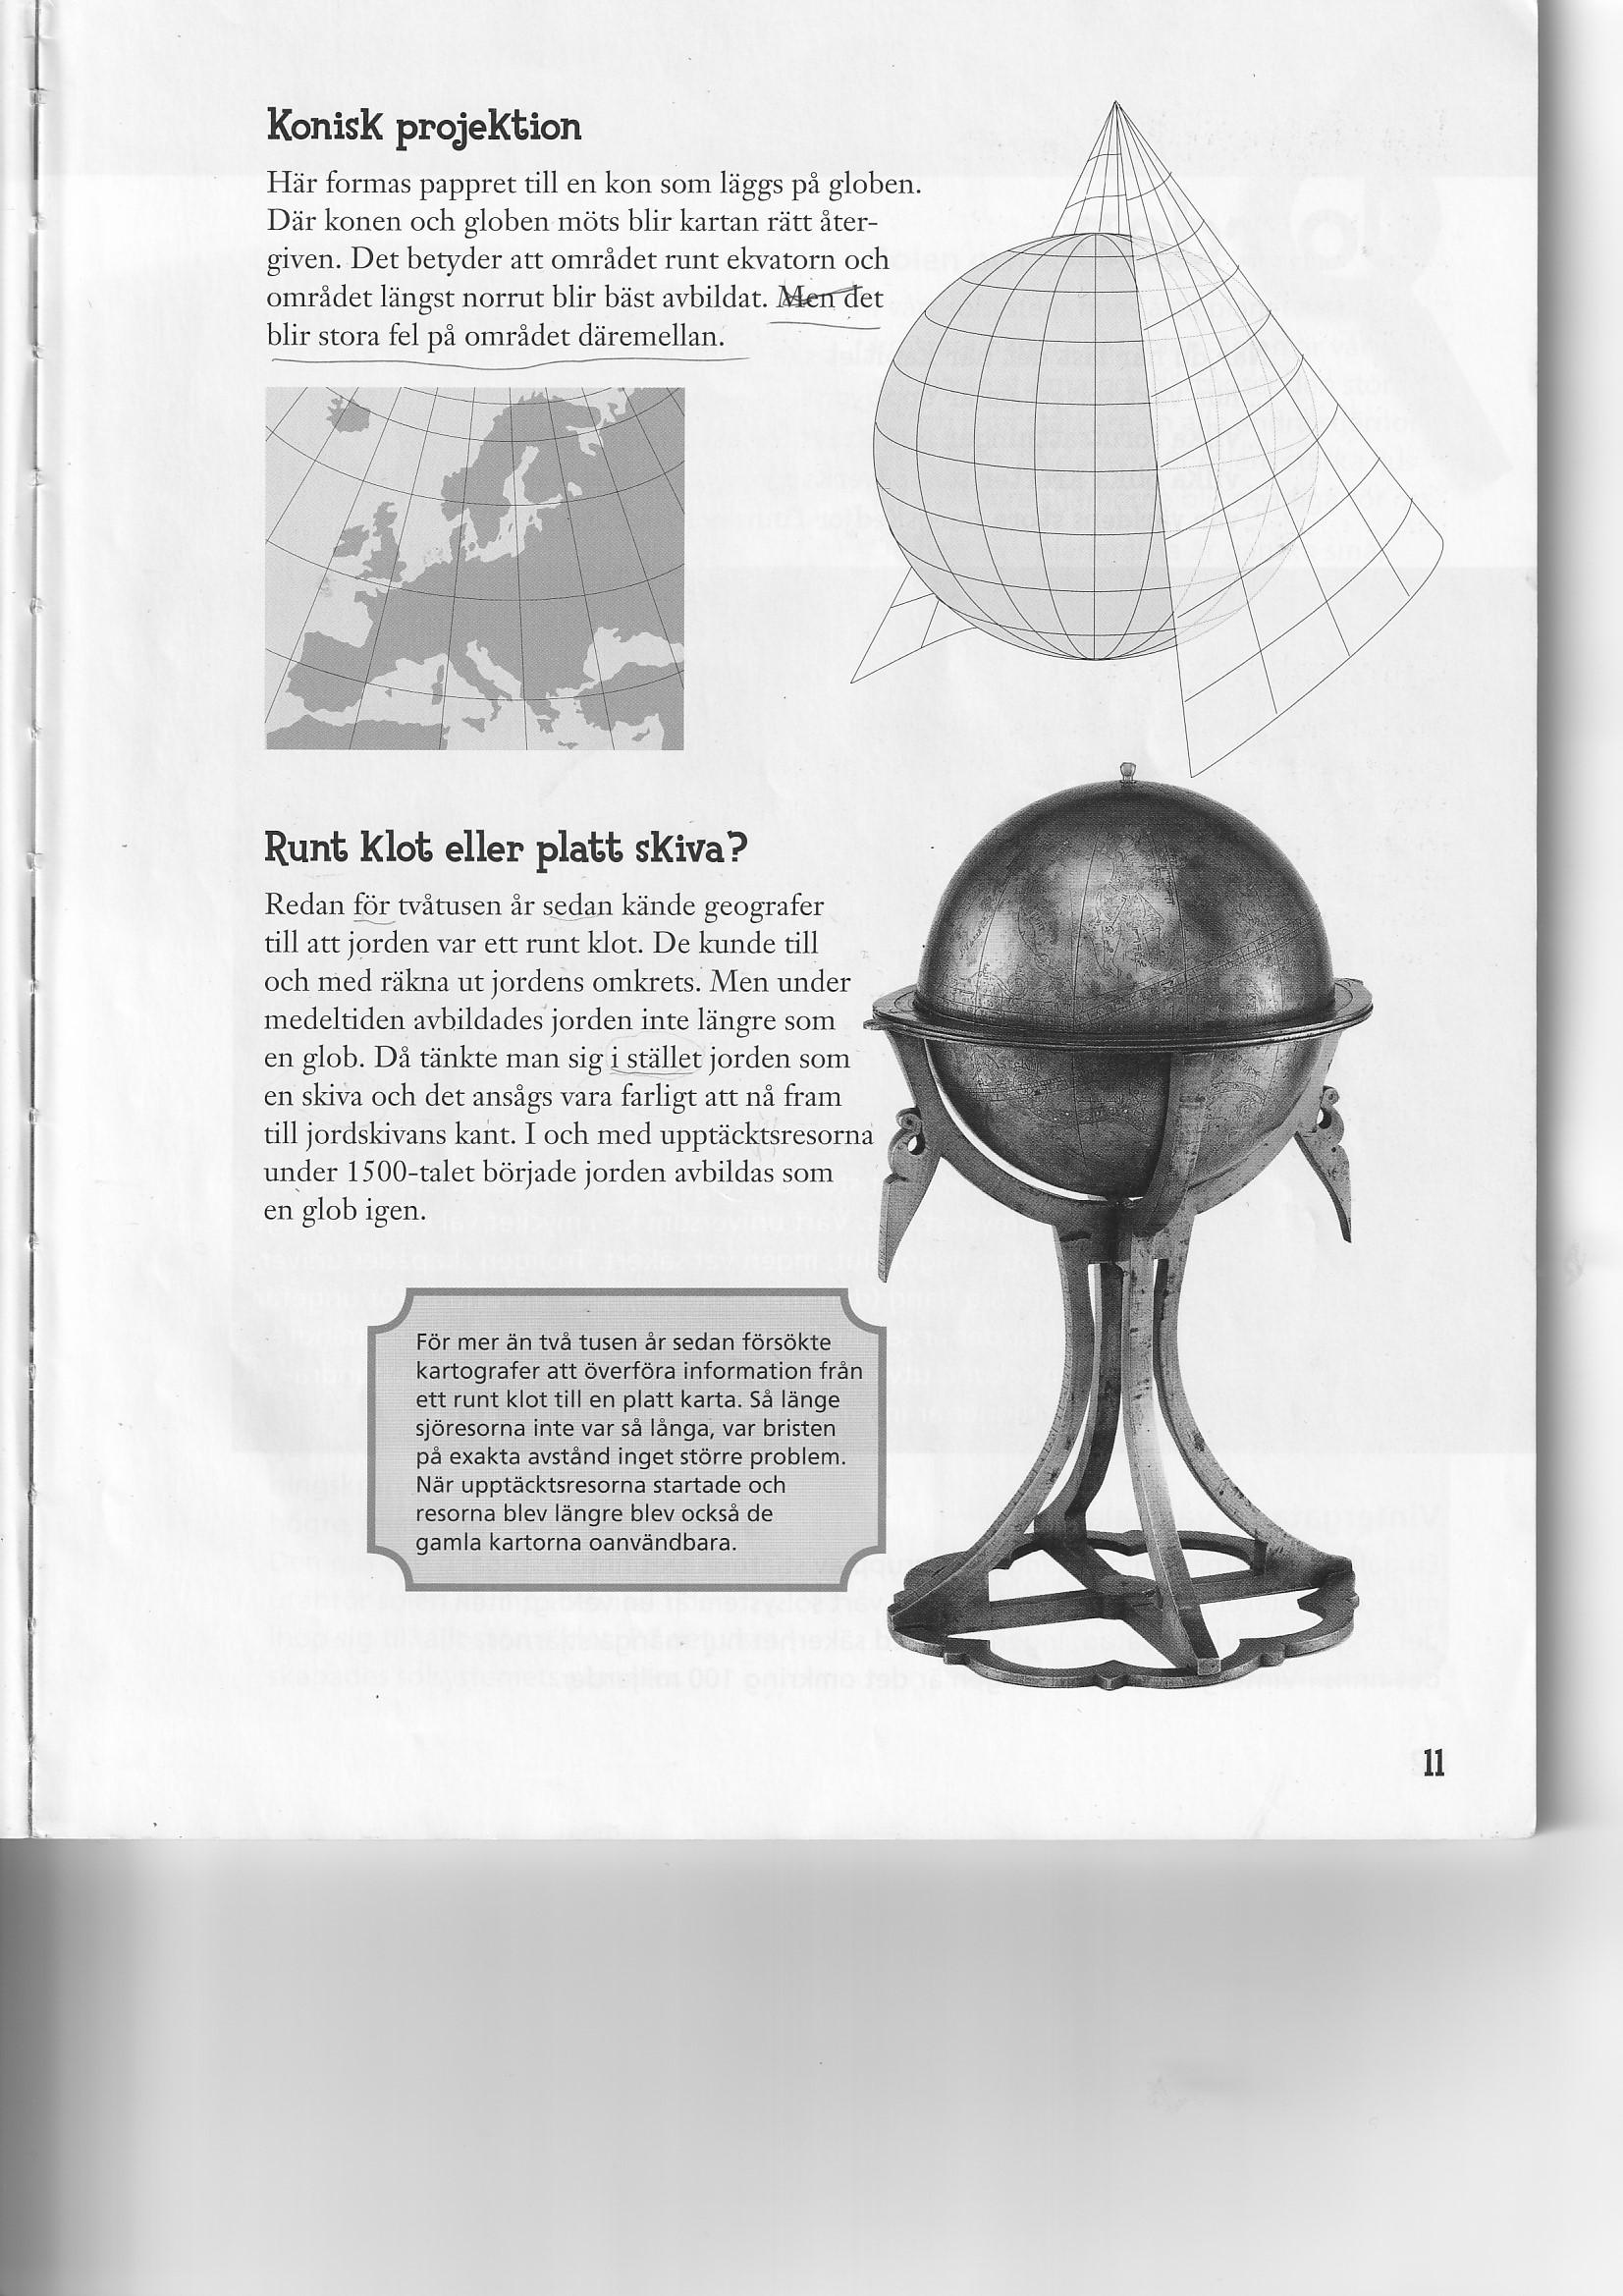 Konisk projektion
Här formas pappret till en kon som läggs på globen.
Där konen och globen möts blir kartan rätt åter-
given. Det betyder att området runt ekvatorn och
området längst norrut blir bäst avbildat. Men det
blir stora fel på området däremellan.
Runt klot eller platt skiva?
Redan för tvåtusen år sedan kände geografer
till att jorden var ett runt klot. De kunde till
och med räkna ut jordens omkrets. Men under
medeltiden avbildades jorden inte längre som
en glob. Då tänkte man sig i stället jorden som
en skiva och det ansågs vara farligt att nå fram
till jordskivans kant. I och med upptäcktsresorna
under 1500-talet började jorden avbildas som
en glob igen.
För mer än två tusen år sedan försökte
kartografer att överföra information från
ett runt klot till en platt karta. Så länge
sjöresorna inte var så långa, var bristen
på exakta avstånd inget större problem.
När upptäcktsresorna startade och
resorna blev längre blev också de
gamla kartorna oanvändbara.
11